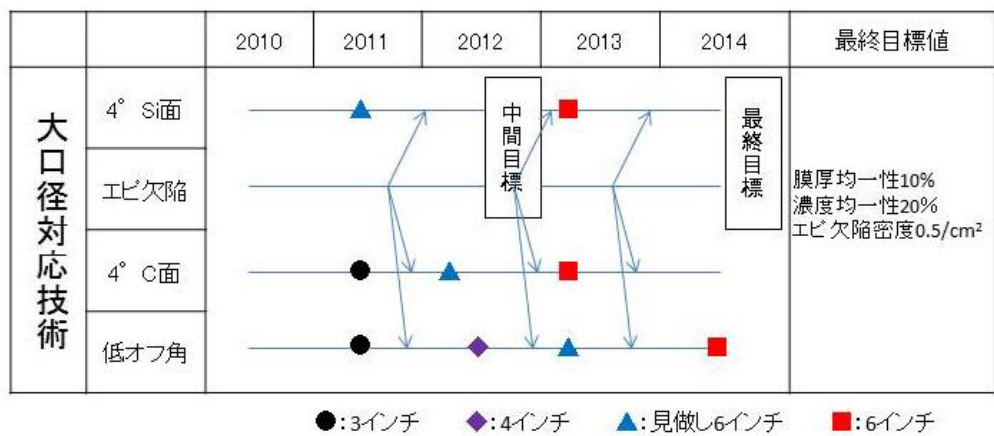 2010 2011 2012 2013 2014 最終目標値
大口径対応技術
4° Si面
エピ欠陥
4° C面
低オフ角
中間目標
最終目標
膜厚均一性10%
濃度均一性20%
エピ欠陥密度0.5/cm²
●:3インチ ◆:4インチ ▲:見做し6インチ ■:6インチ